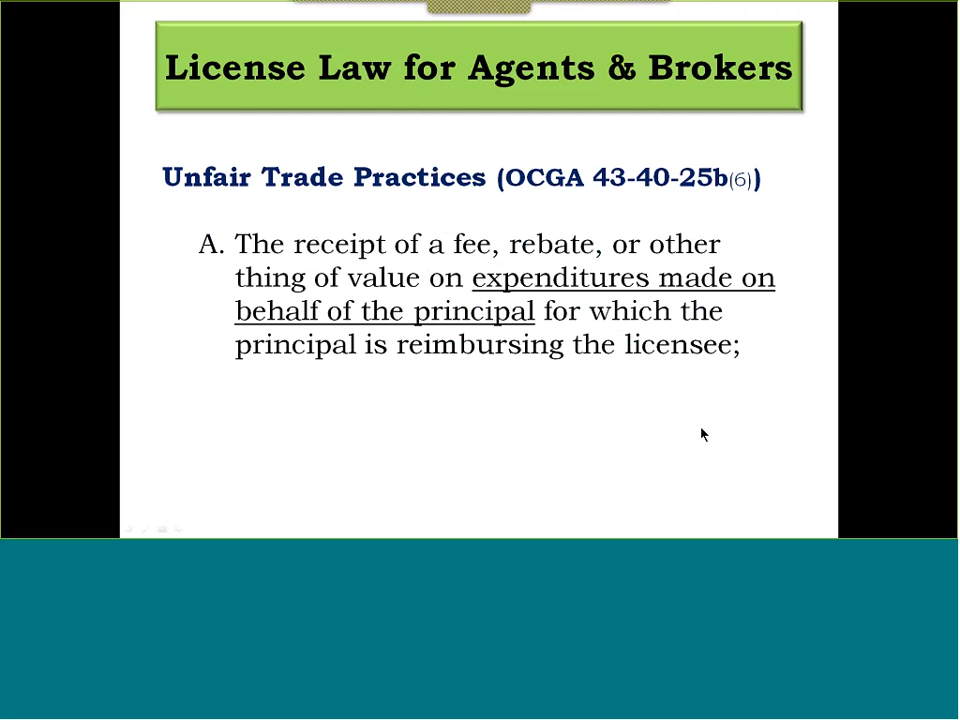 License Law for Agents & Brokers
Unfair Trade Practices (OCGA 43-40-25b(6))
A. The receipt of a fee, rebate, or other
thing of value on expenditures made on
behalf of the principal for which the
principal is reimbursing the licensee;